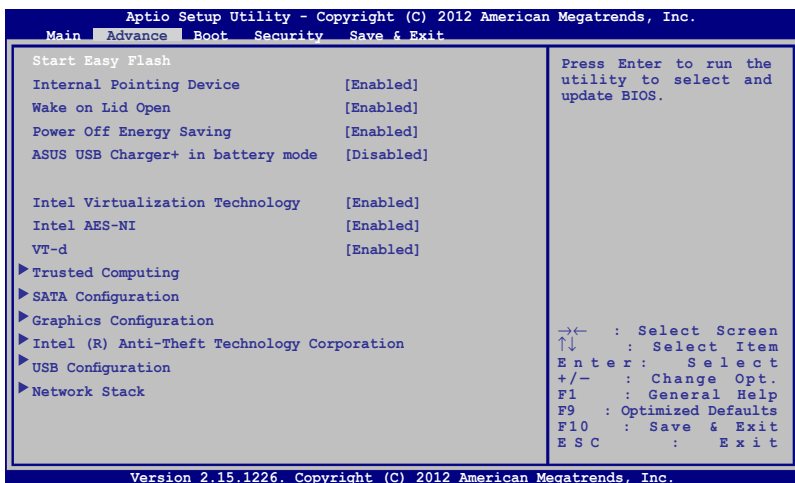 Aptio Setup Utility - Copyright (C) 2012 American Megatrends, Inc.
Main Advance Boot Security Save & Exit
Start Easy Flash
Internal Pointing Device [Enabled]
Wake on Lid Open [Enabled]
Power Off Energy Saving [Enabled]
ASUS USB Charger+ in battery mode [Disabled]
Intel Virtualization Technology [Enabled]
Intel AES-NI [Enabled]
VT-d [Enabled]
Trusted Computing
SATA Configuration
Graphics Configuration
Intel (R) Anti-Theft Technology Corporation
USB Configuration
Network Stack
Press Enter to run the
utility to select and
update BIOS.
→← : Select Screen
↑↓ : Select Item
Enter: Select
+/— : Change Opt.
F1 : General Help
F9 : Optimized Defaults
F10 : Save & Exit
ESC : Exit
Version 2.15.1226. Copyright (C) 2012 American Megatrends, Inc.